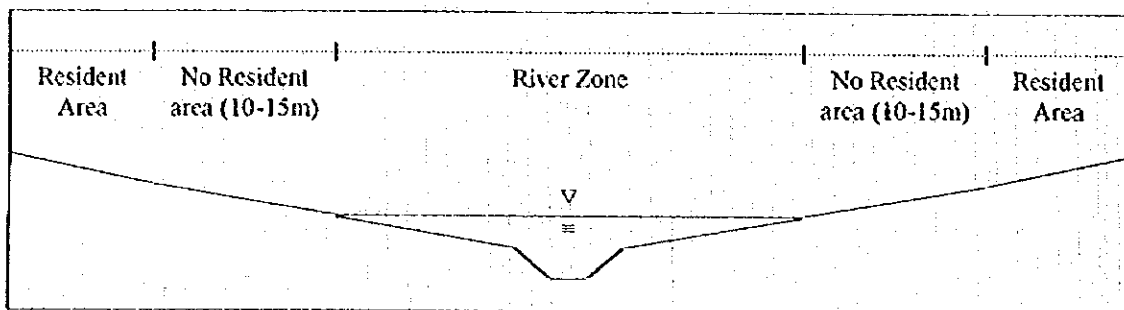 Resident
Area
No Resident
area (10-15m)
River Zone
No Resident
area (10-15m)
Resident
Area